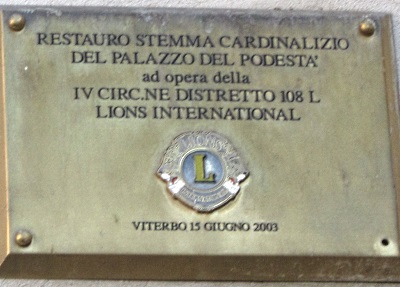 RESTAURO STEMMA CARDINALIZIO
DEL PALAZZO DEL PODESTA'
ad opera della
IV CIRC.NE DISTRETTO 108 L
LIONS INTERNATIONAL
L
VITERBO 15 GIUGNO 2003